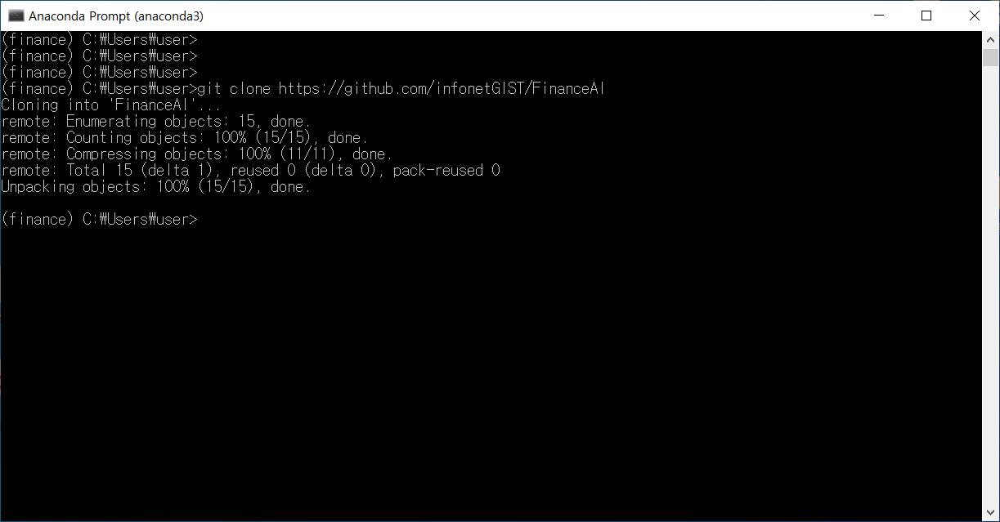 Anaconda Prompt (anaconda3)
(finance) C:₩Users₩user>
(finance) C:₩Users₩user>
(finance) C:₩Users₩user>
(finance) C:₩Users₩user>git clone https://github.com/infonetGIST/FinanceAI
Cloning into 'FinanceAI'...
remote: Enumerating objects: 15, done.
remote: Counting objects: 100% (15/15), done.
remote: Compressing objects: 100% (11/11), done.
remote: Total 15 (delta 1), reused 0 (delta 0), pack-reused 0
Unpacking objects: 100% (15/15), done.
(finance) C:₩Users₩user>